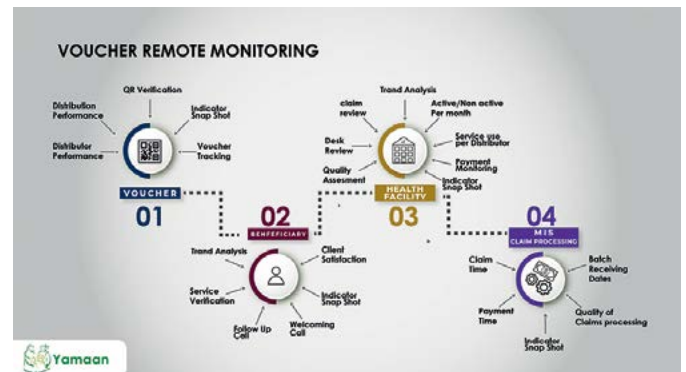 VOUCHER REMOTE MONITORING
QR Verification
Distribution
Performance
Indicator
Snap Shot
Distributor
Performance
Voucher
Tracking
VOUCHER
01
02
BENHFEFICIARY
Trand Analysis
Client
Satisfaction
Service
Verification
Indicator
Snap Shot
Follow Up
Cell
Welcoming
Call
Trand Analysis
claim
review
Active/Non active
Per month
Desk
Review
Service use
per Distributor
Quality
Assesment
Payment
Monitoring
Indicator
Snap Shot
HEALTH
FACILITY
03
04
MIS
CLAIM PROCESSING
Claim
Time
Batch
Receiving
Dates
Payment
Time
Quality of
Claims processing
Indicator
Snap Shot
Yamaan